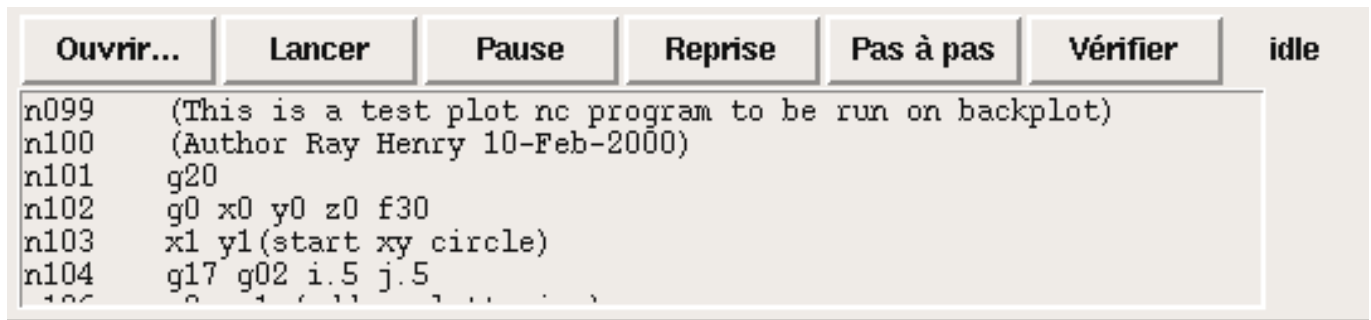 Ouvrir... Lancer Pause Reprise Pas à pas Vérifier idle
n099 (This is a test plot nc program to be run on backplot)
n100 (Author Ray Henry 10-Feb-2000)
n101 g20
n102 g0 x0 y0 z0 f30
n103 x1 y1(start xy circle)
n104 g17 g02 i.5 j.5